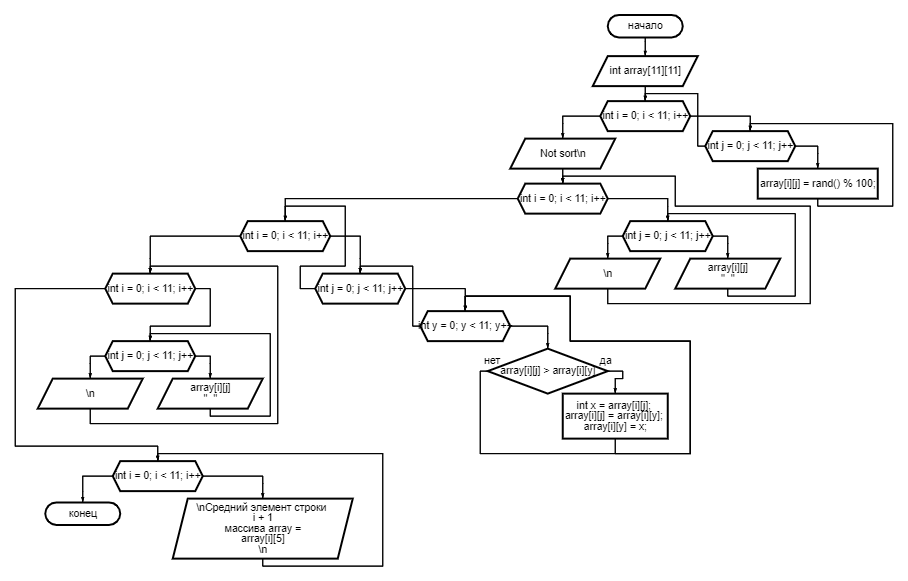 начало
int array[11][11]
int i = 0; i < 11; i++
int j = 0; j < 11; j++
Not sort\n
array[i][j] = rand() % 100;
int i = 0; i < 11; i++
int i = 0; i < 11; i++
int j = 0; j < 11; j++
\n
array[i][j]
" "
int i = 0; i < 11; i++
int j = 0; j < 11; j++
int y = 0; y < 11; y++
int j = 0; j < 11; j++
нет
да
array[i][j] > array[i][y]
\n
array[i][j]
" "
int x = array[i][j];
array[i][j] = array[i][y];
array[i][y] = x;
int i = 0; i < 11; i++
конец
\nСредний элемент строки
i + 1
массива array =
array[i][5]
\n